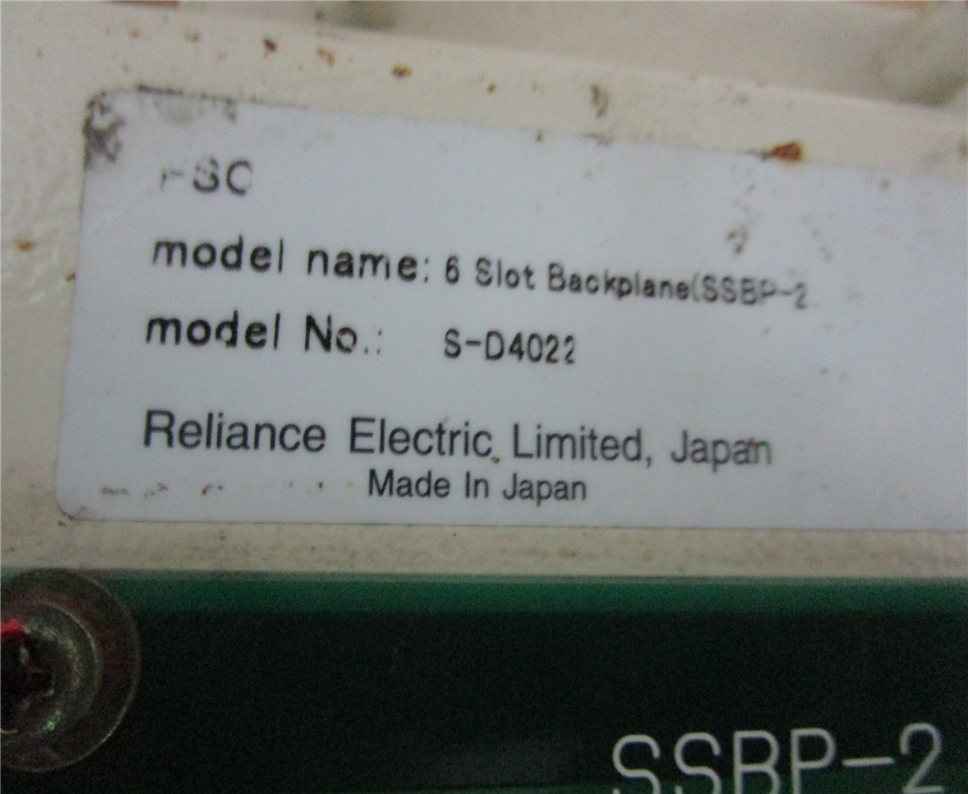 model name: 6 Slot Backplane(SSBP-2
model No.: S-D4022
Reliance Electric Limited, Japan
Made In Japan
SSBP-2